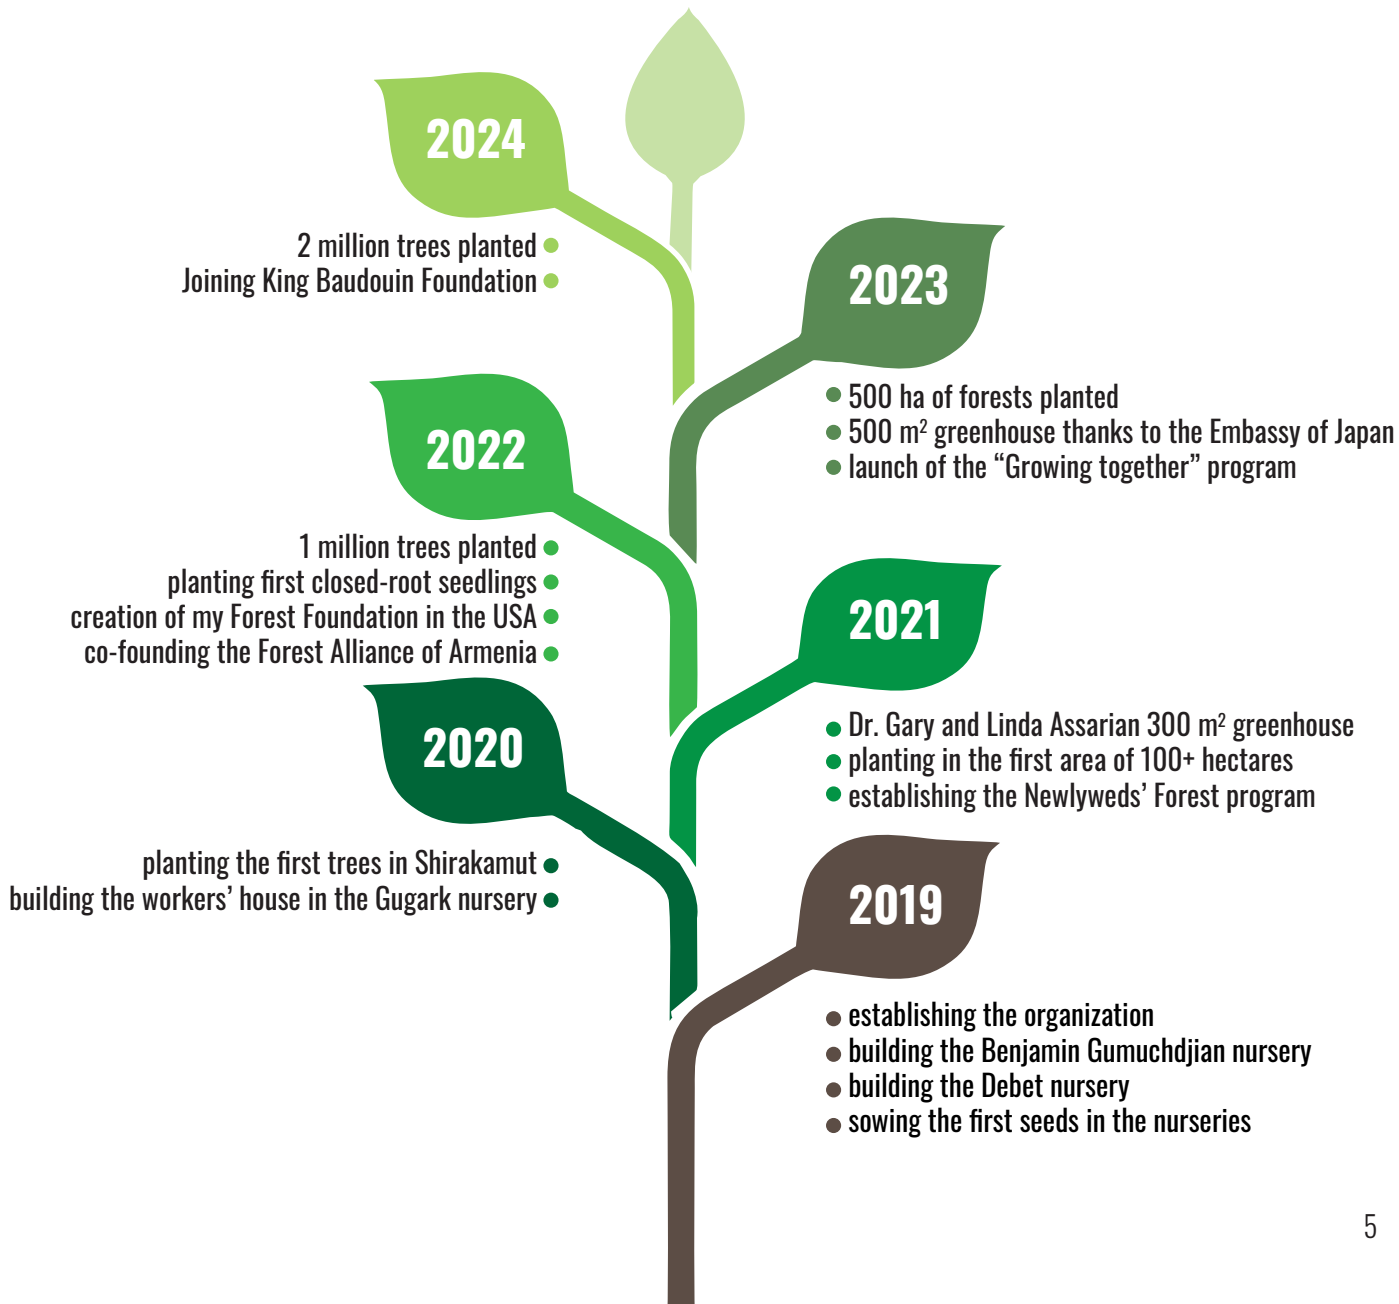 2024
2 million trees planted
Joining King Baudouin Foundation
2023
500 ha of forests planted
500 m² greenhouse thanks to the Embassy of Japan
launch of the “Growing together” program
2022
1 million trees planted
planting first closed-root seedlings
creation of my Forest Foundation in the USA
co-founding the Forest Alliance of Armenia
2021
Dr. Gary and Linda Assarian 300 m² greenhouse
planting in the first area of 100+ hectares
establishing the Newlyweds’ Forest program
2020
planting the first trees in Shirakamut
building the workers’ house in the Gugark nursery
2019
establishing the organization
building the Benjamin Gumuchdjian nursery
building the Debet nursery
sowing the first seeds in the nurseries
5